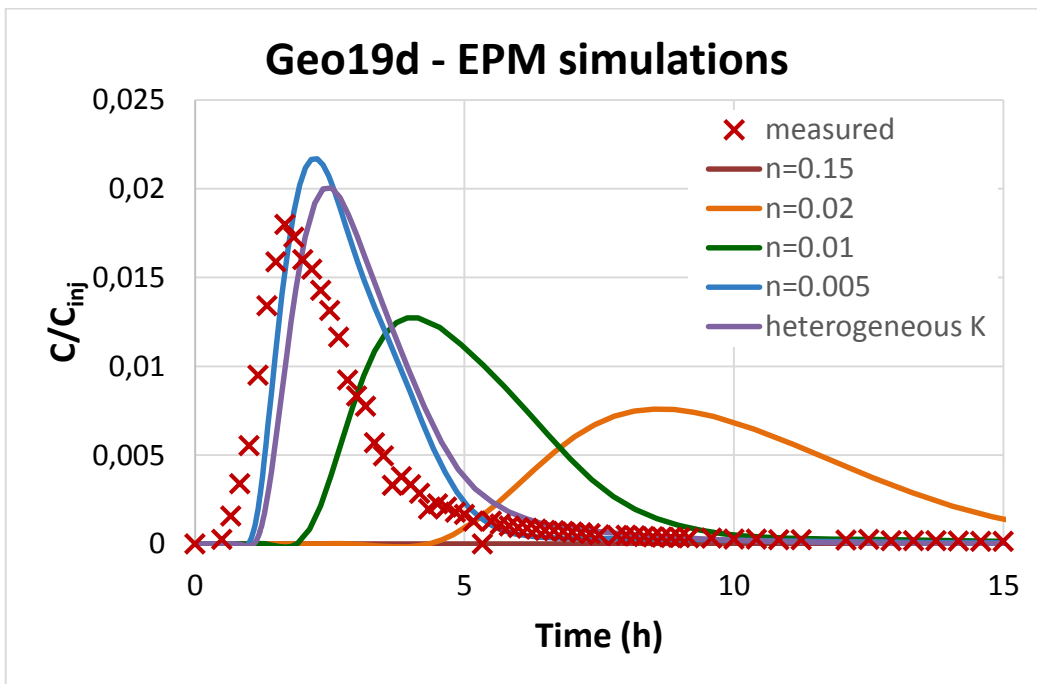 Geo19d - EPM simulations
0,025
0,02
0,015
0,01
0,005
0
C/Cinj
measured
n=0.15
n=0.02
n=0.01
n=0.005
heterogeneous K
0
5
10
15
Time (h)